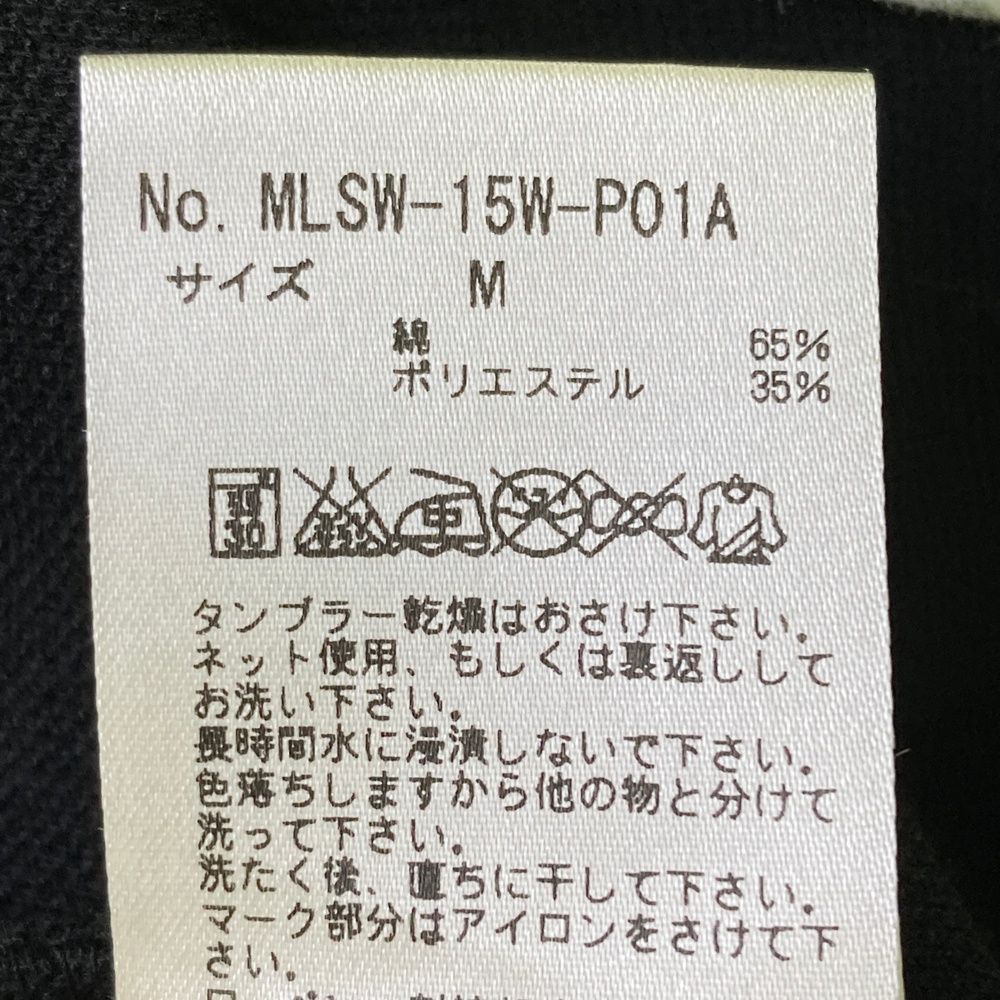 No. MLSW-15W-P01A
サイズ M
綿 65%
ポリエステル 35%
中
タンブラー乾燥はおさけ下さい.
ネット使用、もしくは裏返しして
お洗い下さい.
長時間水に浸漬しないで下さい.
色落ちしますから他の物と分けて
洗って下さい.
洗たく後、直ちに干して下さい.
マーク部分はアイロンをさけて下
さい.